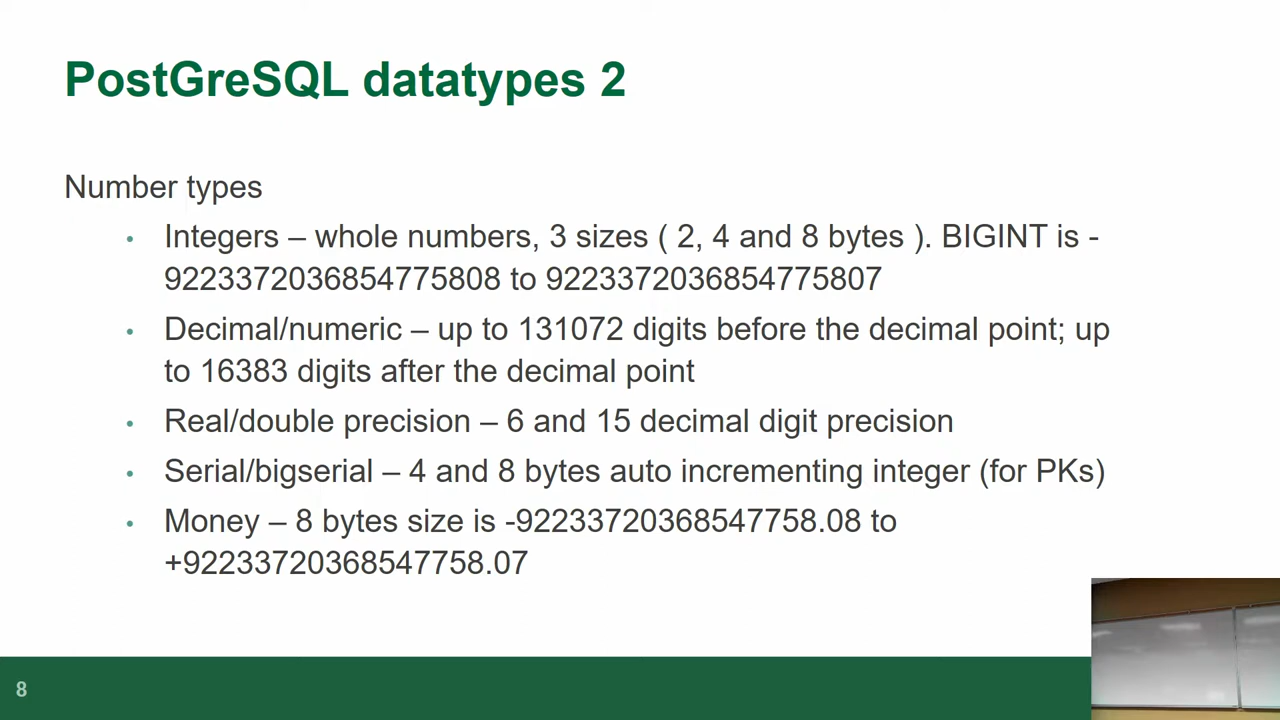 PostGreSQL datatypes 2
Number types
• Integers – whole numbers, 3 sizes ( 2, 4 and 8 bytes ). BIGINT is -
9223372036854775808 to 9223372036854775807
• Decimal/numeric – up to 131072 digits before the decimal point; up
to 16383 digits after the decimal point
• Real/double precision – 6 and 15 decimal digit precision
• Serial/bigserial – 4 and 8 bytes auto incrementing integer (for PKs)
• Money – 8 bytes size is -92233720368547758.08 to
+92233720368547758.07
8